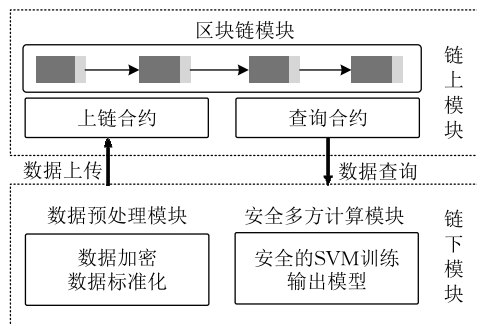 区块链模块
链上模块
上链合约
查询合约
数据上传
数据查询
数据预处理模块
安全多方计算模块
链下模块
数据加密
数据标准化
安全的SVM训练
输出模型